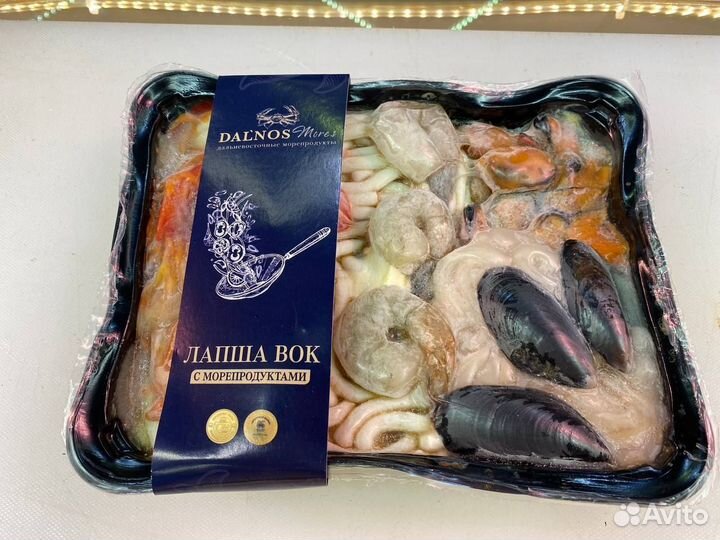 DALNOS Mores
дальневосточные морепродукты
ЛАПША ВОК
С МОРЕПРОДУКТАМИ
Avito